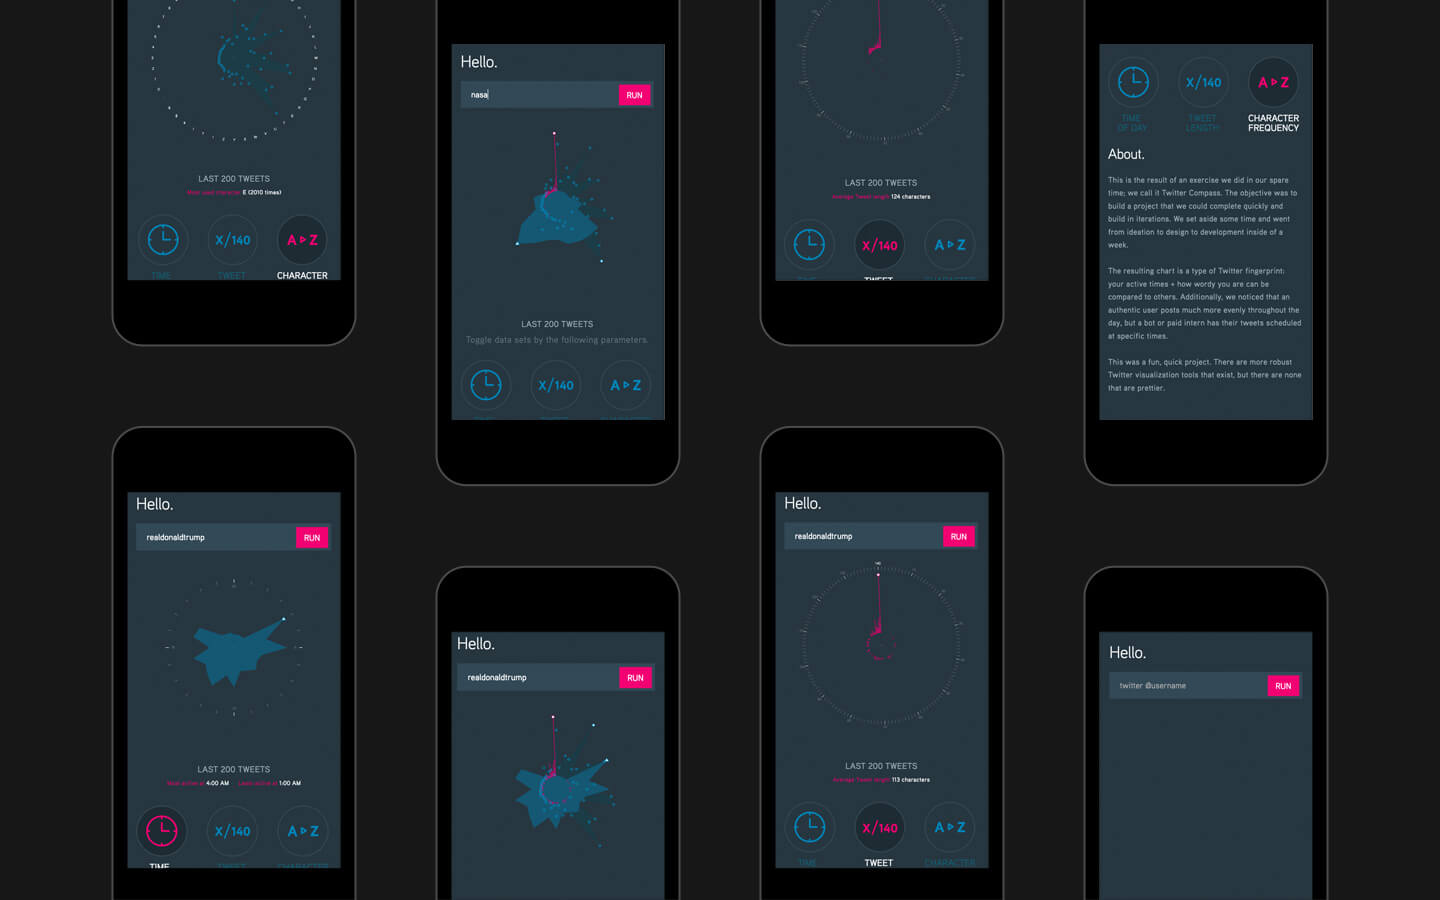 LAST 200 TWEETS
Most used character E (2010 times)
X/140
A Z
TIME
TWEET
CHARACTER
Hello.
nasa
RUN
LAST 200 TWEETS
Toggle data sets by the following parameters.
X/140
A Z
LAST 200 TWEETS
Average Tweet length 124 characters
X/140
A Z
TWEET
X/140
A Z
TIME
OF DAY
TWEET
LENGTH
CHARACTER
FREQUENCY
About.
This is the result of an exercise we did in our spare
time; we call it Twitter Compass. The objective was to
build a project that we could complete quickly and
build in iterations. We set aside some time and went
from ideation to design to development inside of a
week.
The resulting chart is a type of Twitter fingerprint:
your active times + how wordy you are can be
compared to others. Additionally, we noticed that an
authentic user posts much more evenly throughout the
day, but a bot or paid intern has their tweets scheduled
at specific times.
This was a fun, quick project. There are more robust
Twitter visualization tools that exist, but there are none
that are prettier.
Hello.
realdonaldtrump
RUN
LAST 200 TWEETS
Most active at 4:00 AM Least active at 1:00 AM
X/140
A Z
TIME
TWEET
CHARACTER
Hello.
realdonaldtrump
RUN
Hello.
realdonaldtrump
RUN
140
LAST 200 TWEETS
Average Tweet length 113 characters
X/140
A Z
TIME
TWEET
CHARACTER
Hello.
twitter @username
RUN